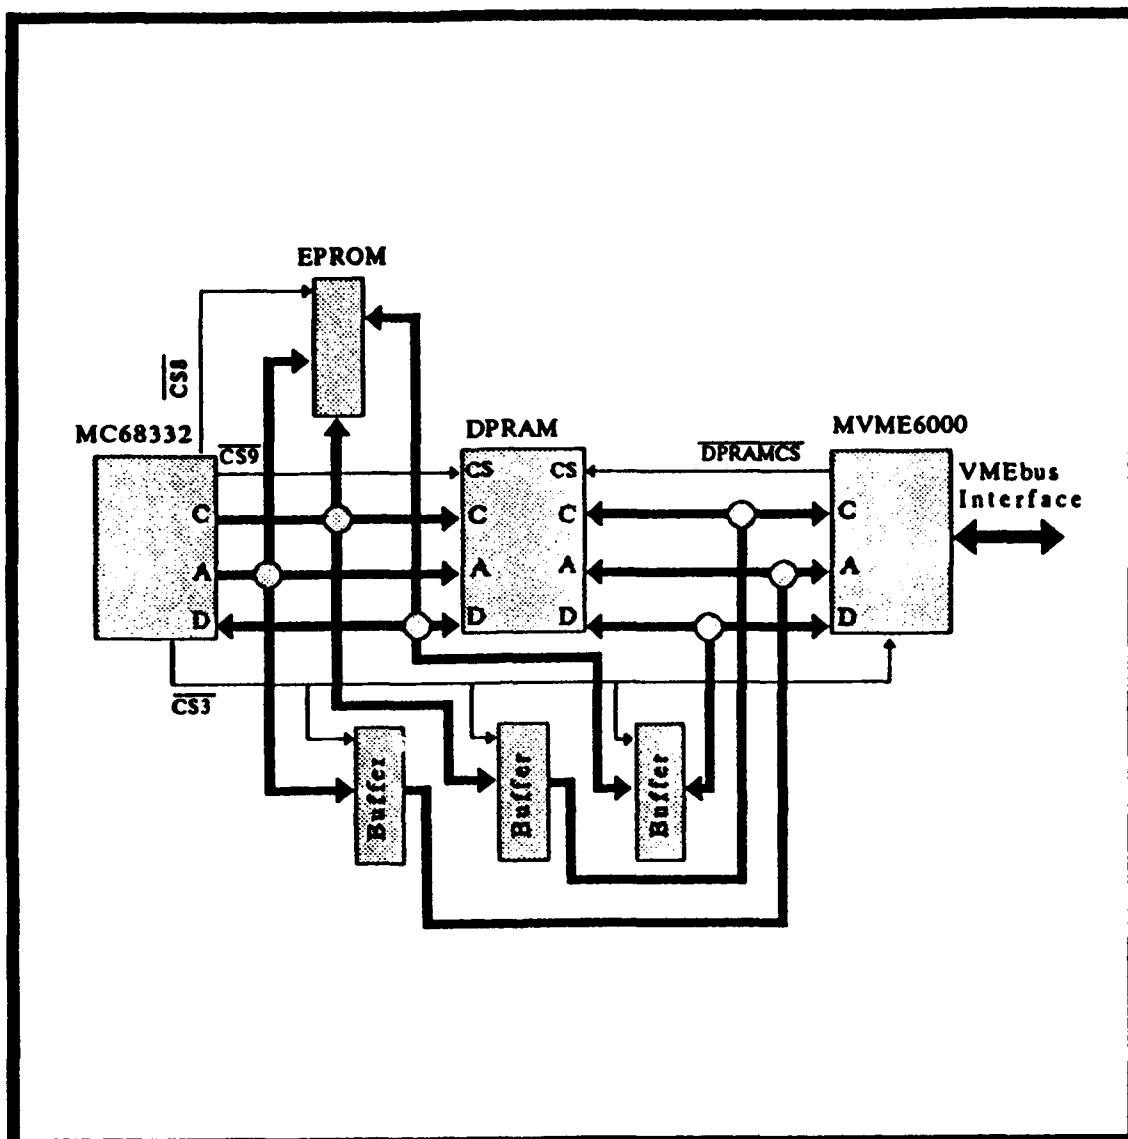 EPROM
CS8
MC68332
CS9
DPRAM
DPRAMCS
MVME6000
CS
CS
VMEbus
Interface
C
C
C
C
A
A
A
A
D
D
D
D
CS3
Buffer
Buffer
Buffer